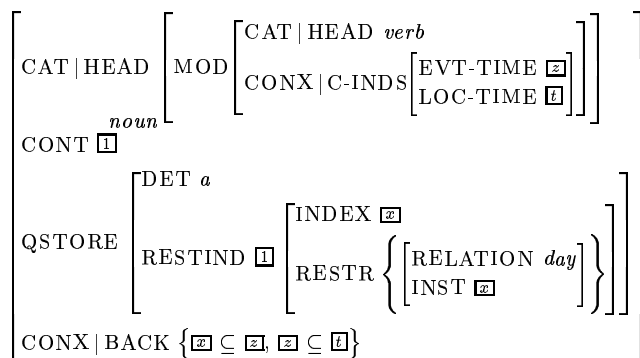 CAT | HEAD verb
CAT | HEAD MOD
EVT-TIME z
CONX | C-INDS
LOC-TIME t
noun
CONT 1
DET a
INDEX x
QSTORE
RESTIND 1
RESTR { RELATION day }
INST x
CONX | BACK {x ⊆ z, z ⊆ t}